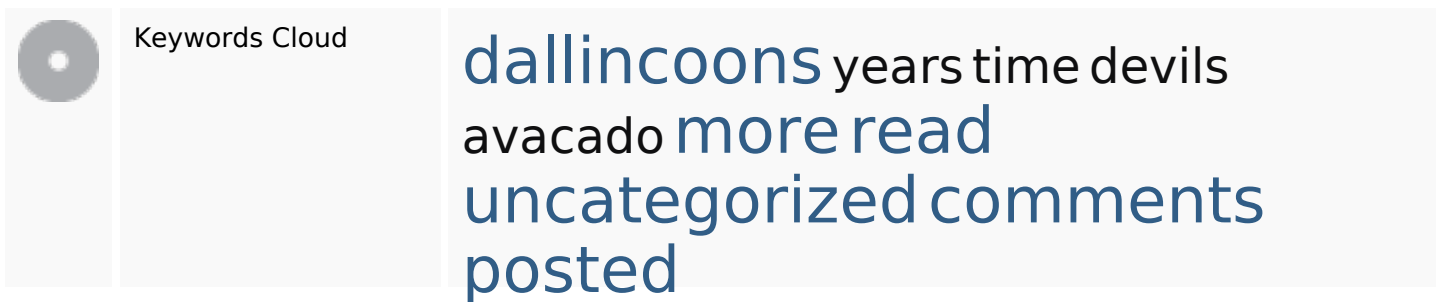 Keywords Cloud
dallincoons years time devils
avacado more read
uncategorized comments
posted